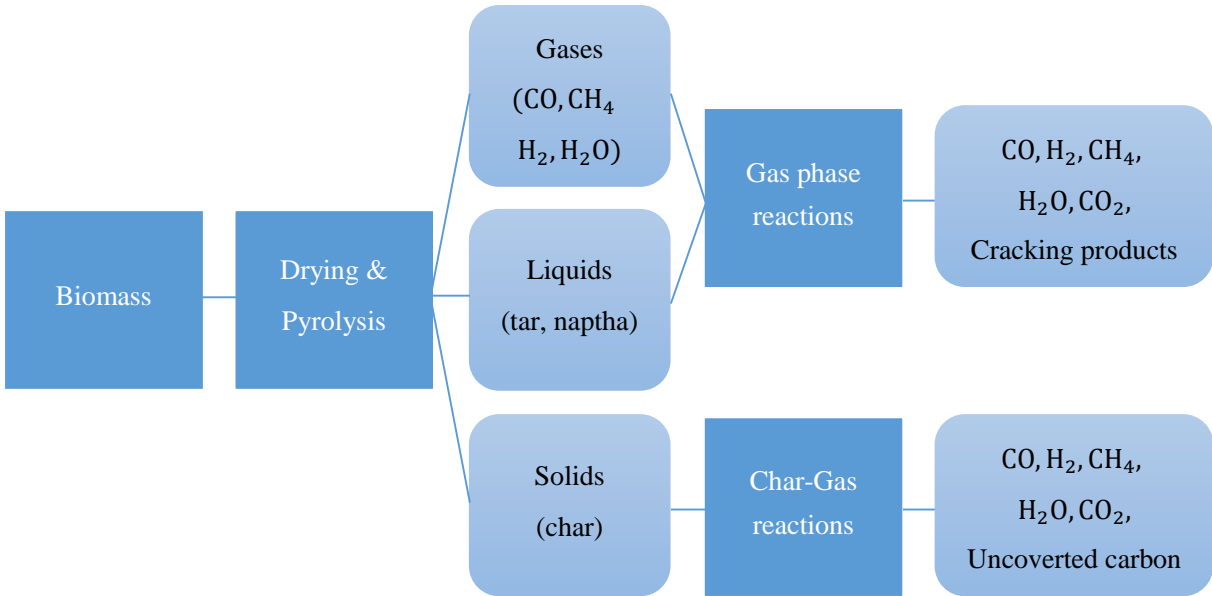 Biomass
Drying &
Pyrolysis
Gases
(CO, CH₄
H₂, H₂O)
Liquids
(tar, naptha)
Solids
(char)
Gas phase
reactions
Char-Gas
reactions
CO, H₂, CH₄,
H₂O, CO₂,
Cracking products
CO, H₂, CH₄,
H₂O, CO₂,
Uncoverted carbon